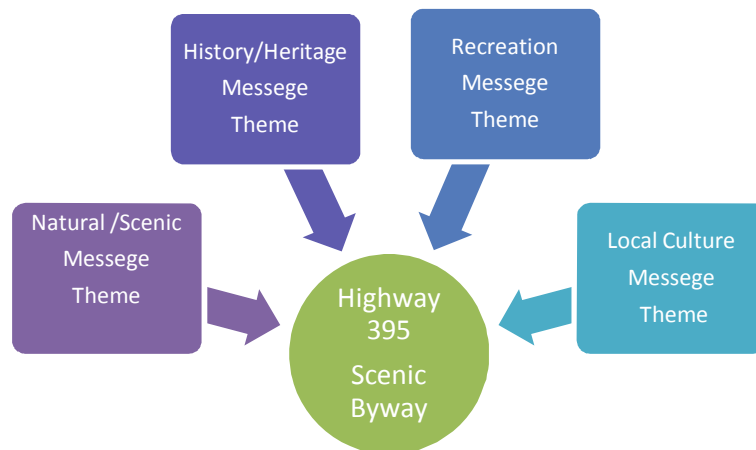 History/Heritage
Messege
Theme
Recreation
Messege
Theme
Natural /Scenic
Messege
Theme
Local Culture
Messege
Theme
Highway
395
Scenic
Byway